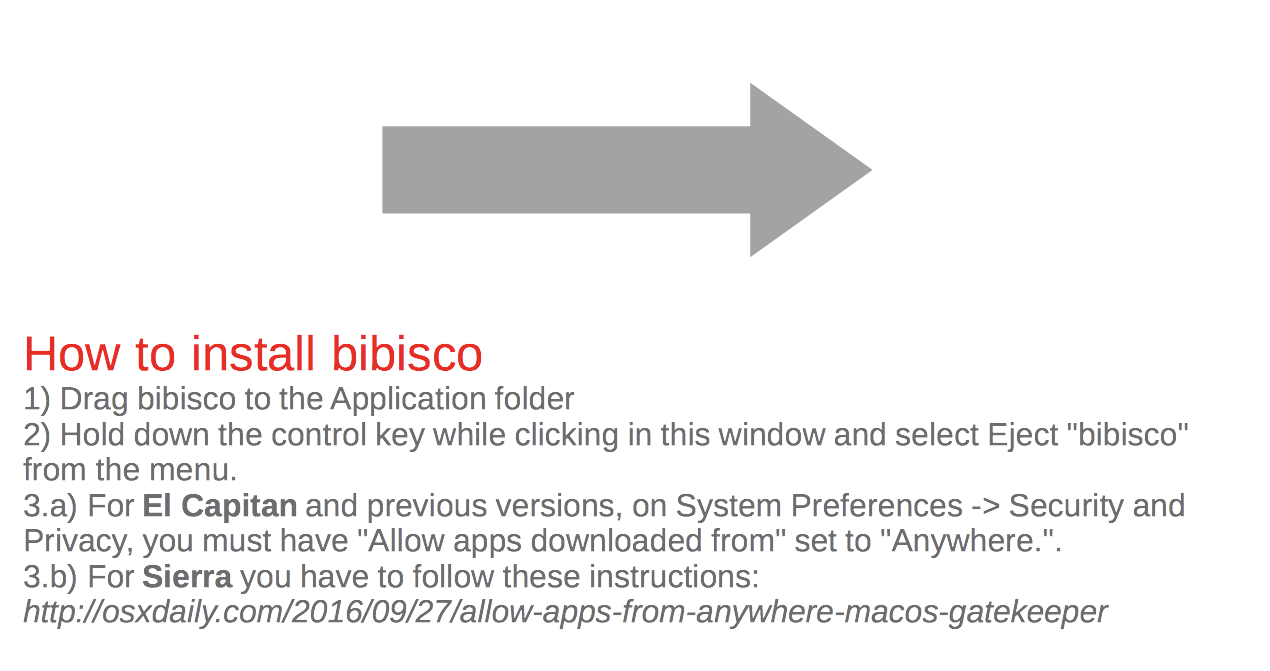 How to install bibisco
1) Drag bibisco to the Application folder
2) Hold down the control key while clicking in this window and select Eject "bibisco"
from the menu.
3.a) For El Capitan and previous versions, on System Preferences -> Security and
Privacy, you must have "Allow apps downloaded from" set to "Anywhere.".
3.b) For Sierra you have to follow these instructions:
http://osxdaily.com/2016/09/27/allow-apps-from-anywhere-macos-gatekeeper